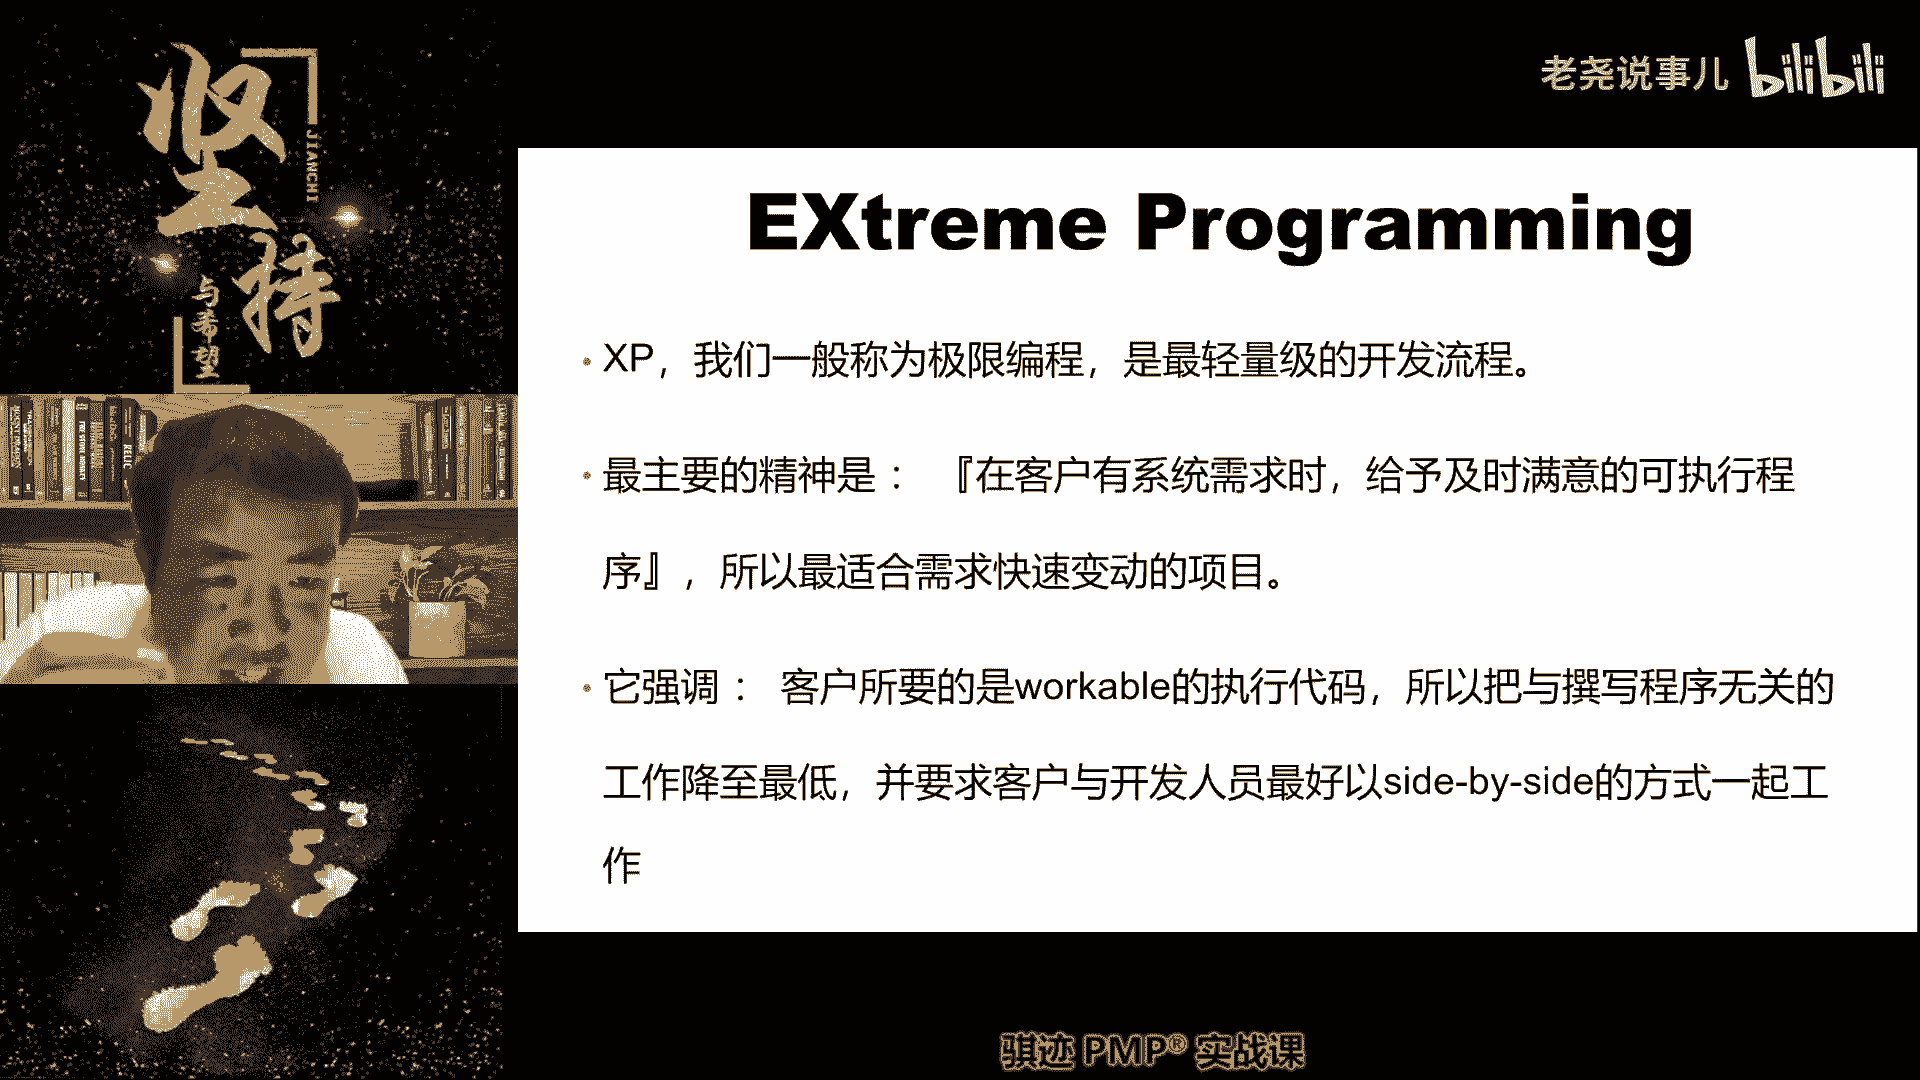 坚持
JIANCHI
与希望
老尧说事儿 bilibili
EXtreme Programming
• XP，我们一般称为极限编程，是最轻量级的开发流程。
• 最主要的精神是： 『在客户有系统需求时，给予及时满意的可执行程
序』，所以最适合需求快速变动的项目。
• 它强调： 客户所要的是workable的执行代码，所以把与撰写程序无关的
工作降至最低，并要求客户与开发人员最好以side-by-side的方式一起工
作
骐迹 PMP® 实战课